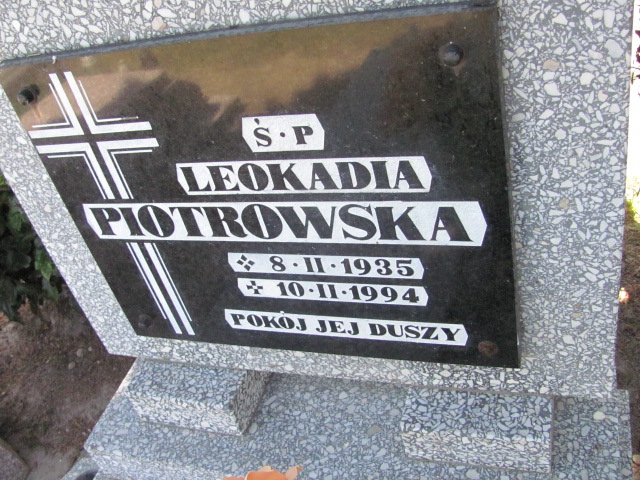 Ś·P
LEOKADIA
PIOTROWSKA
8·II·1935
10·II·1994
POKÓJ JEJ DUSZY